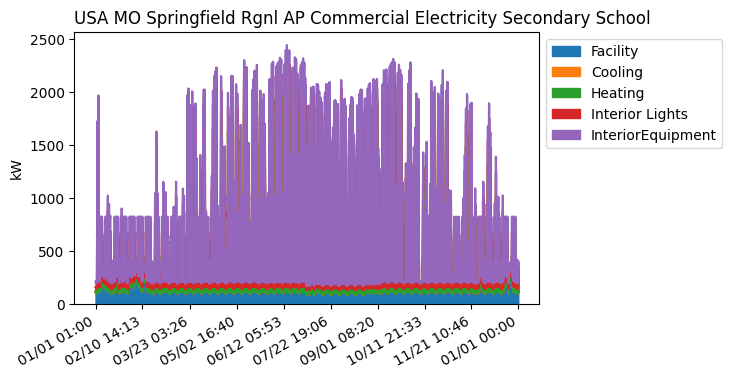 USA MO Springfield Rgnl AP Commercial Electricity Secondary School
2500
2000
1500
1000
500
0
kW
Facility
Cooling
Heating
Interior Lights
InteriorEquipment
01/01 01:00
02/10 14:13
03/23 03:26
05/02 16:40
06/12 05:53
07/22 19:06
09/01 08:20
10/11 21:33
11/21 10:46
01/01 00:00